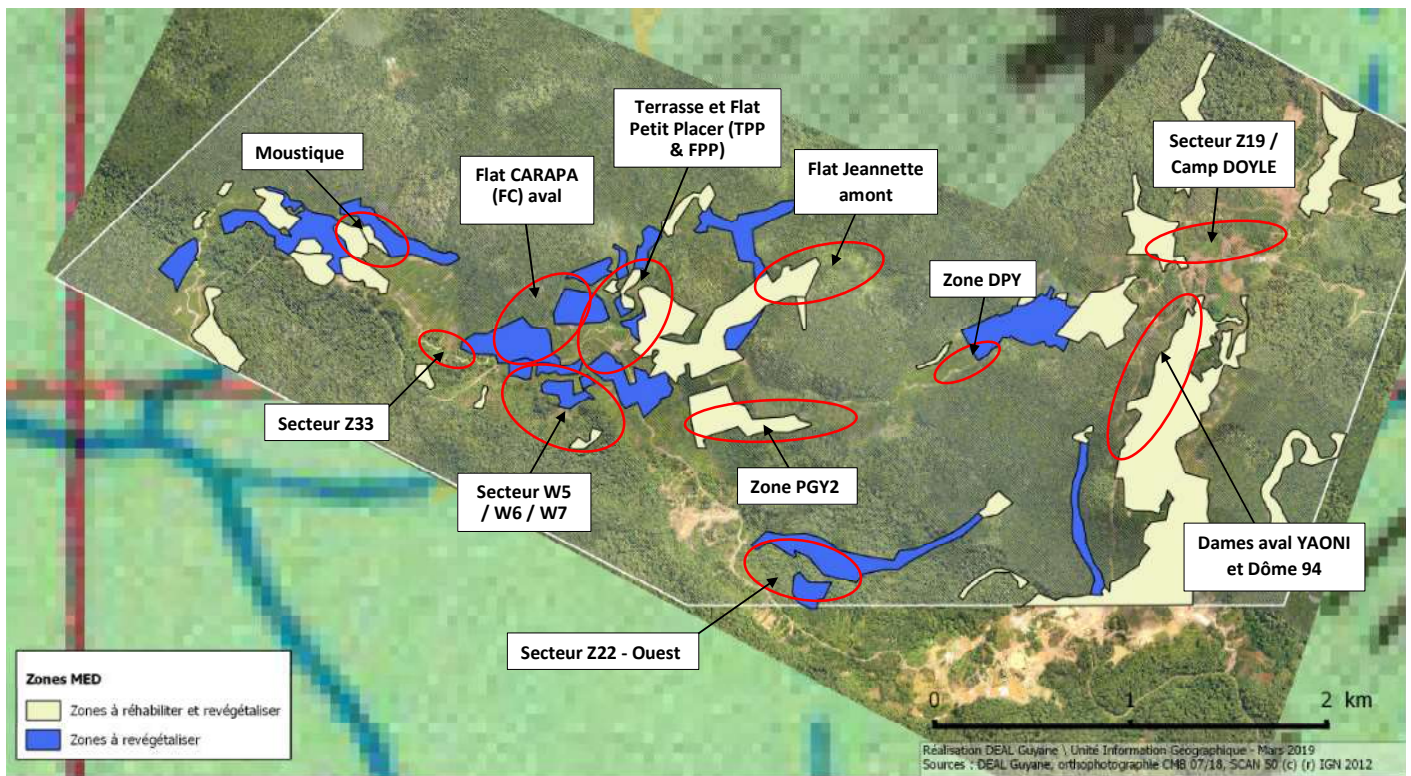 Terrasse et Flat
Petit Placer (TPP
& FPP)
Moustique
Secteur Z19 /
Camp DOYLE
Flat CARAPA
(FC) aval
Flat Jeannette
amont
Zone DPY
Secteur Z33
Secteur W5
/ W6 / W7
Zone PGY2
Dames aval YAONI
et Dôme 94
Secteur Z22 - Ouest
Zones MED
Zones à réhabiliter et revégétaliser
Zones à revégétaliser
0 1 2 km
Réalisation DEAL Guyane \ Unité Information Geographique - Mars 2019
Sources : DEAL Guyane, orthophotographie CMB 07/18, SCAN 50 (c) (r) IGN 2012